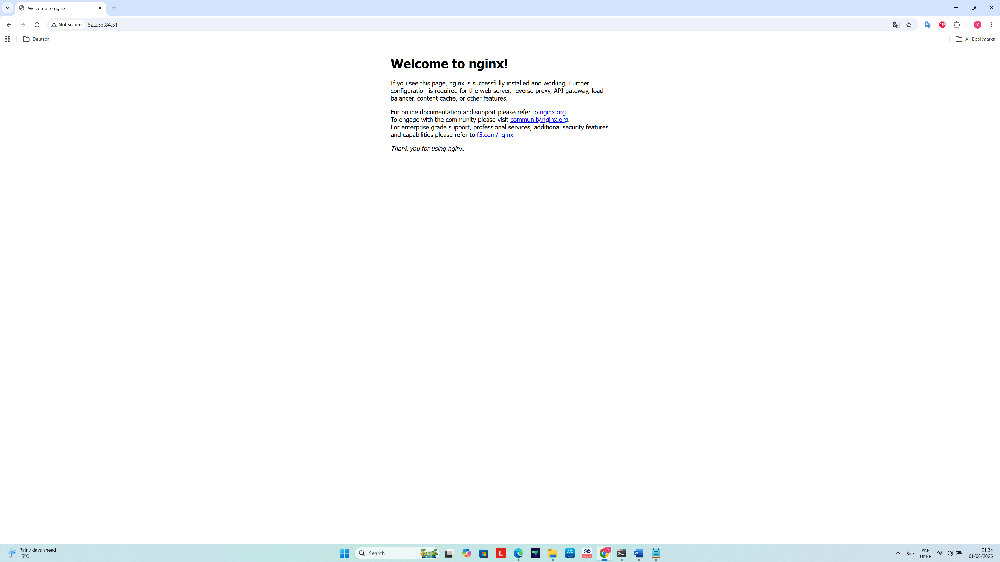 Welcome to nginx!
Not secure
52.233.84.51
Deutsch
All Bookmarks
Welcome to nginx!
If you see this page, nginx is successfully installed and working. Further
configuration is required for the web server, reverse proxy, API gateway, load
balancer, content cache, or other features.
For online documentation and support please refer to nginx.org.
To engage with the community please visit community.nginx.org.
For enterprise grade support, professional services, additional security features
and capabilities please refer to f5.com/nginx.
Thank you for using nginx.
Rainy days ahead
15°C
Search
УКР
UKRE
01:34
01/06/2026
ABP
Y